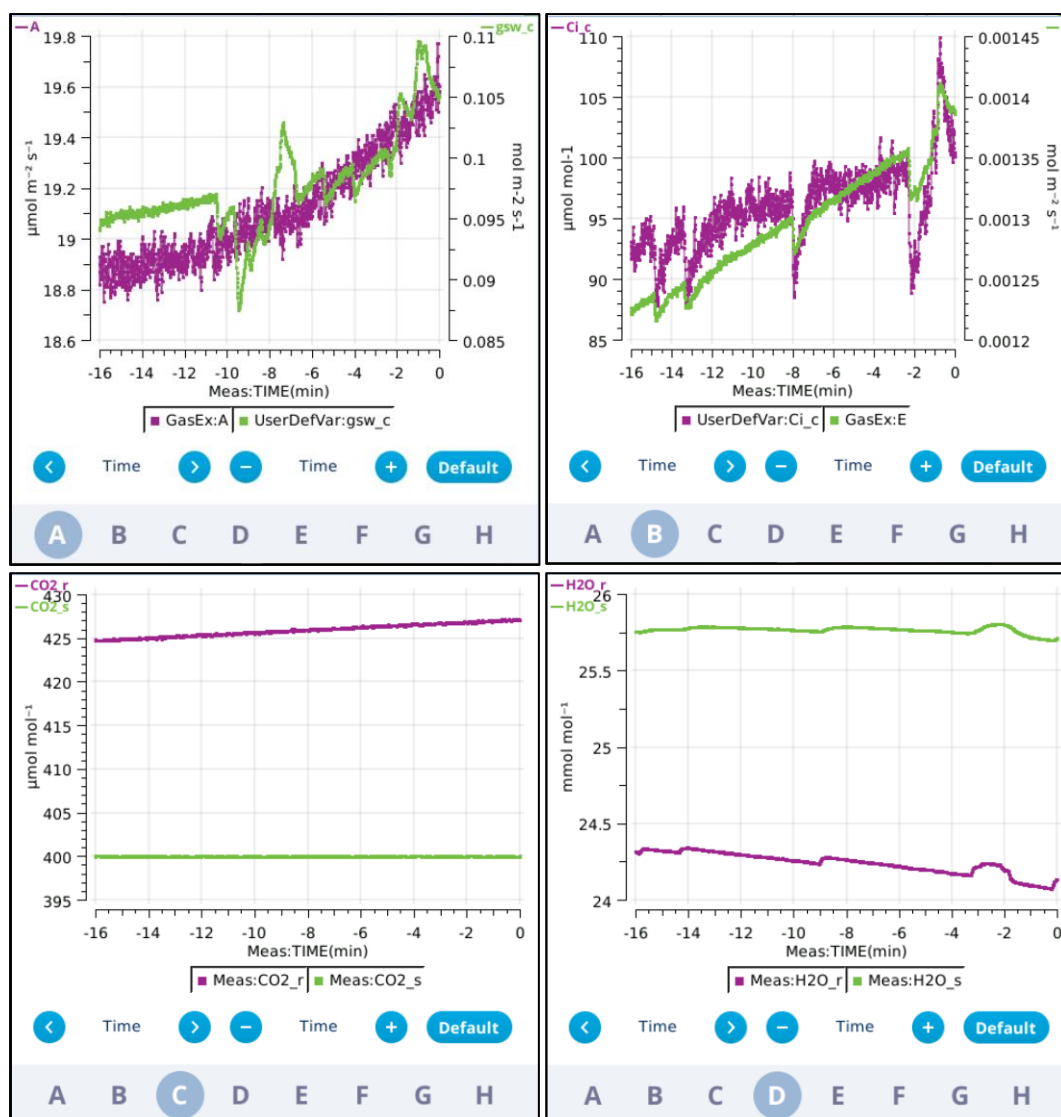 A
gsw_c
19.8
19.6
19.4
19.2
19
18.8
18.6
μmol m⁻² s⁻¹
0.11
0.105
0.1
0.095
0.09
0.085
mol m-2 s-1
-16 -14 -12 -10 -8 -6 -4 -2 0
Meas:TIME(min)
GasEx:A UserDefVar:gsw_c
< Time > − Time + Default
A B C D E F G H
Ci_c
110
105
100
95
90
85
μmol mol-1
0.00145
0.0014
0.00135
0.0013
0.00125
0.0012
mol m⁻² s⁻¹
-16 -14 -12 -10 -8 -6 -4 -2 0
Meas:TIME(min)
UserDefVar:Ci_c GasEx:E
< Time > − Time + Default
A B C D E F G H
CO2_r
CO2_s
430
425
420
415
410
405
400
395
μmol mol⁻¹
-16 -14 -12 -10 -8 -6 -4 -2 0
Meas:TIME(min)
Meas:CO2_r Meas:CO2_s
< Time > − Time + Default
A B C D E F G H
H2O_r
H2O_s
26
25.5
25
24.5
24
mmol mol⁻¹
-16 -14 -12 -10 -8 -6 -4 -2 0
Meas:TIME(min)
Meas:H2O_r Meas:H2O_s
< Time > − Time + Default
A B C D E F G H